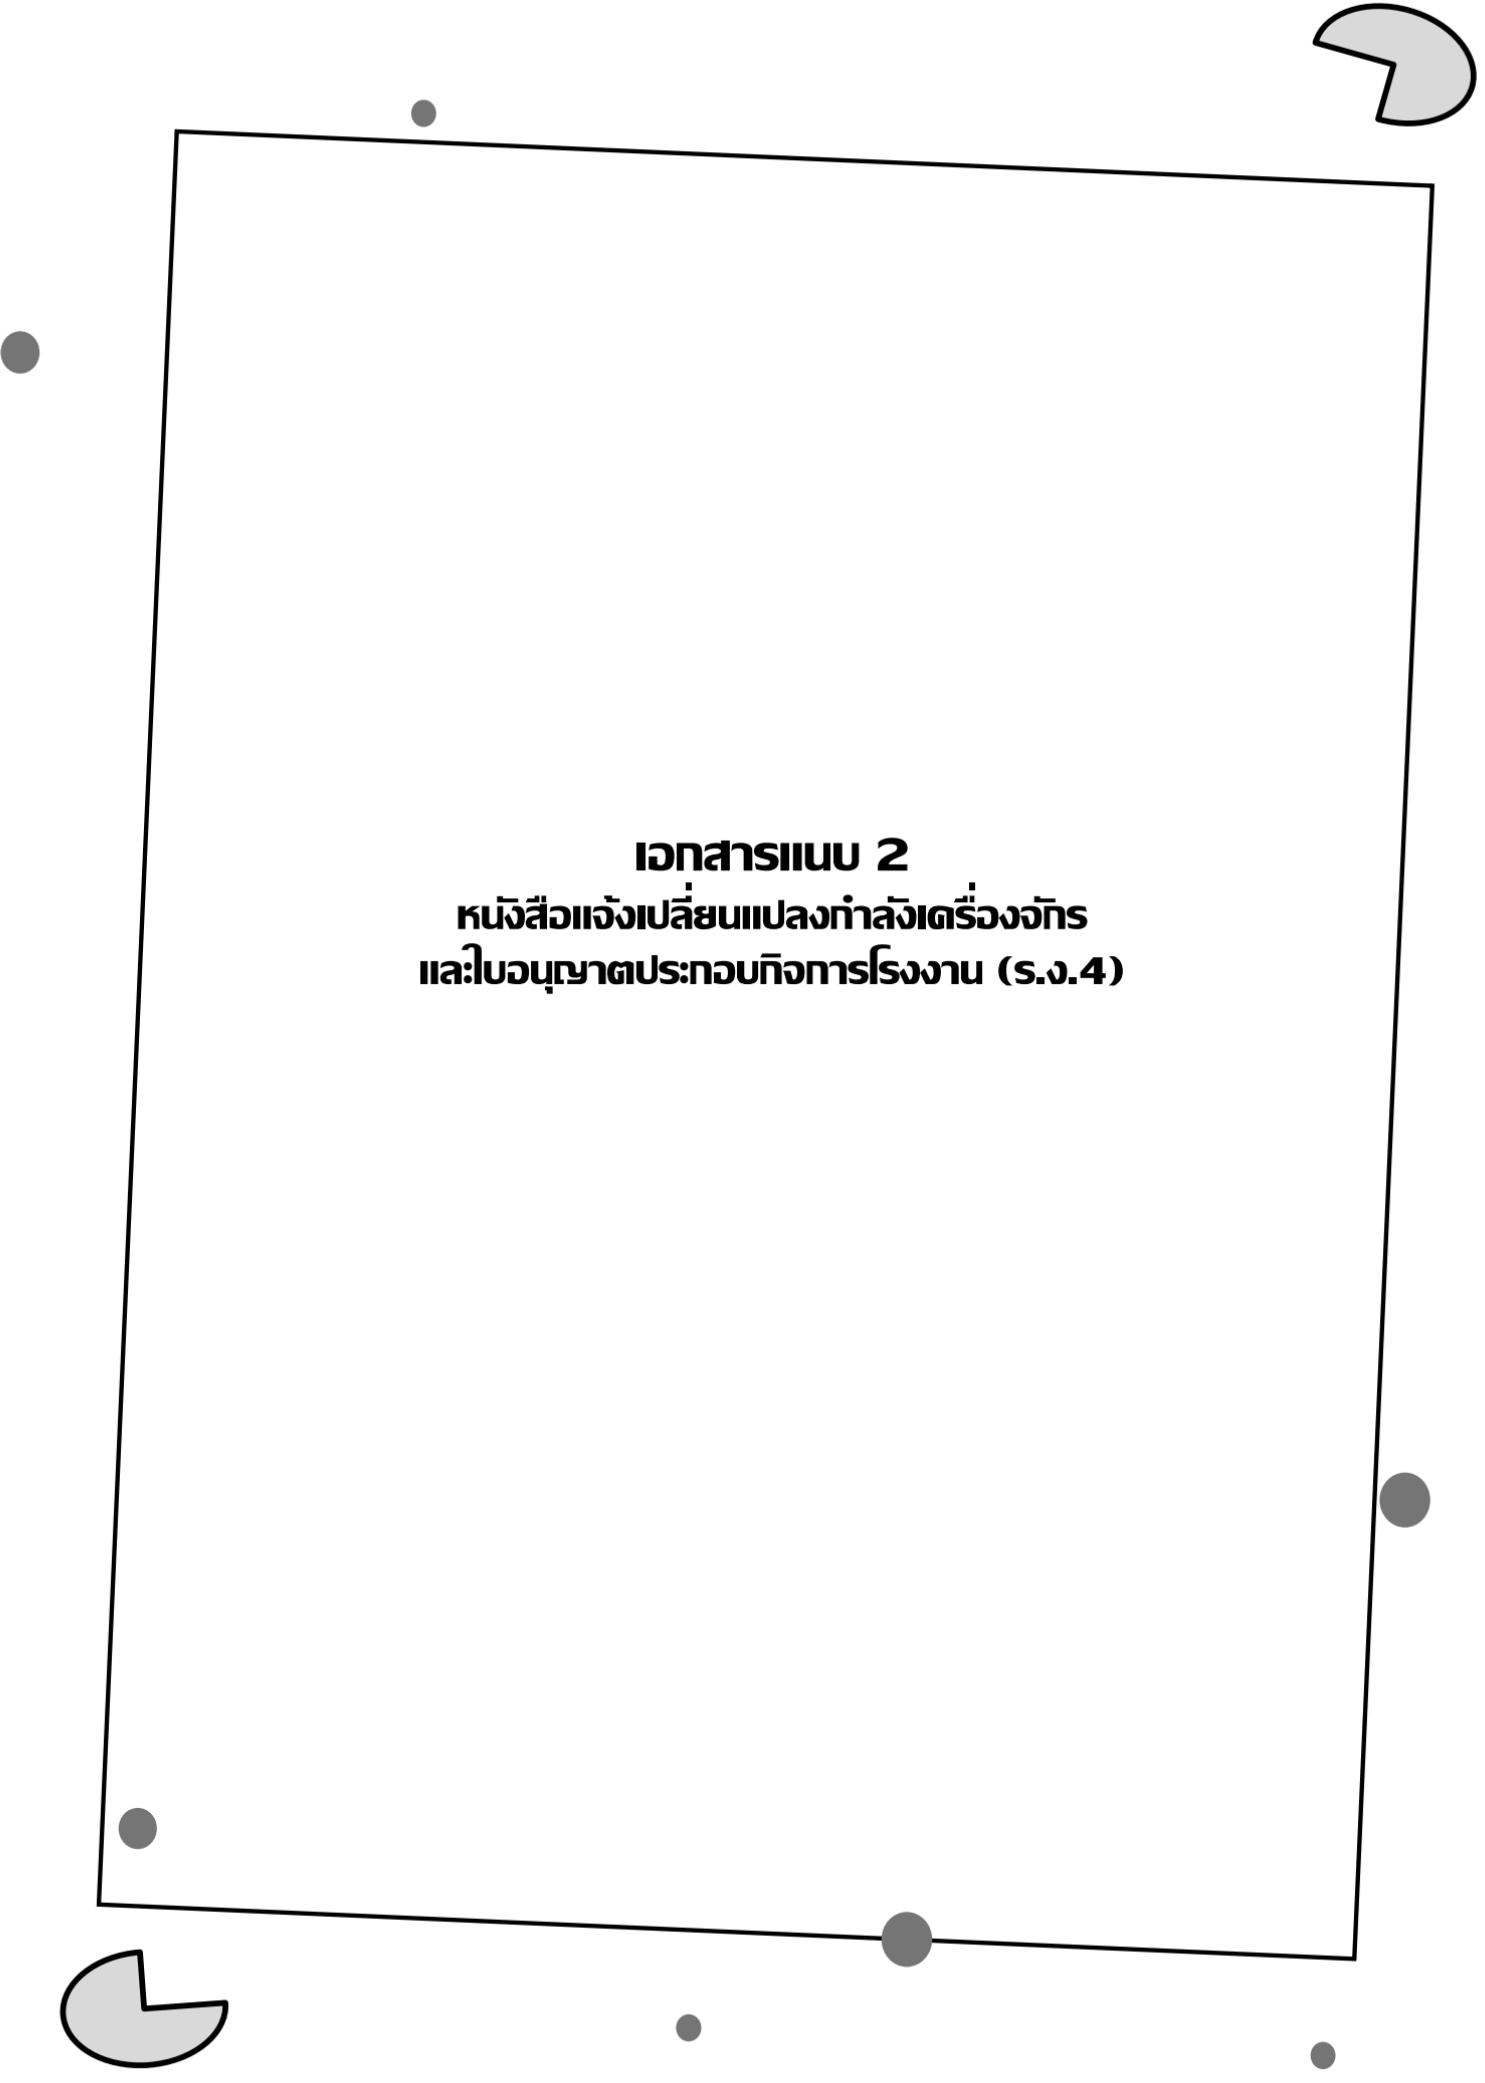 เอกสารแนบ 2
หนังสือแจ้งเปลี่ยนแปลงกำลังเครื่องจักร
และใบอนุญาตประกอบกิจการโรงงาน (ร.ง.4)